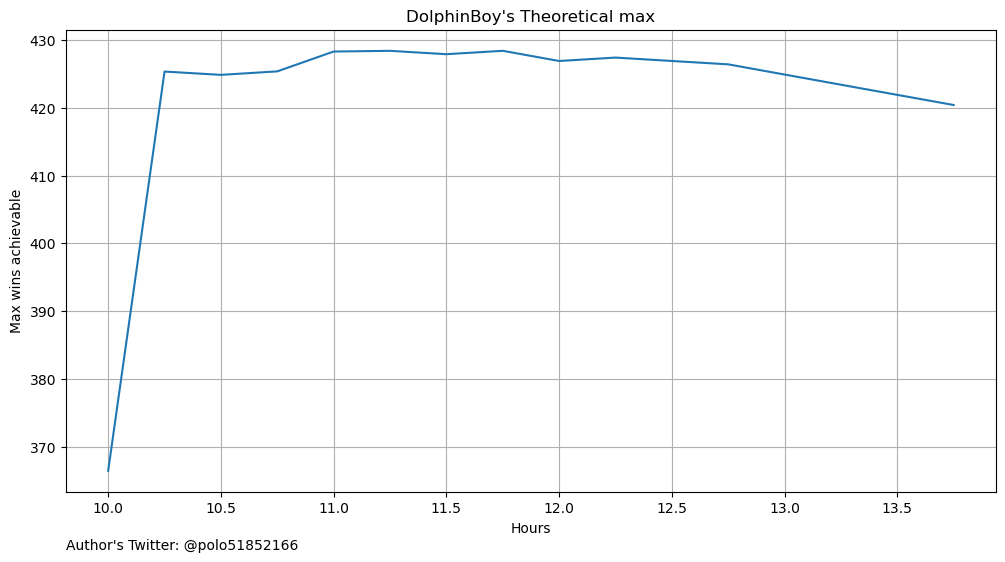 DolphinBoy's Theoretical max
Max wins achievable
430
420
410
400
390
380
370
10.0 10.5 11.0 11.5 12.0 12.5 13.0 13.5
Hours
Author's Twitter: @polo51852166